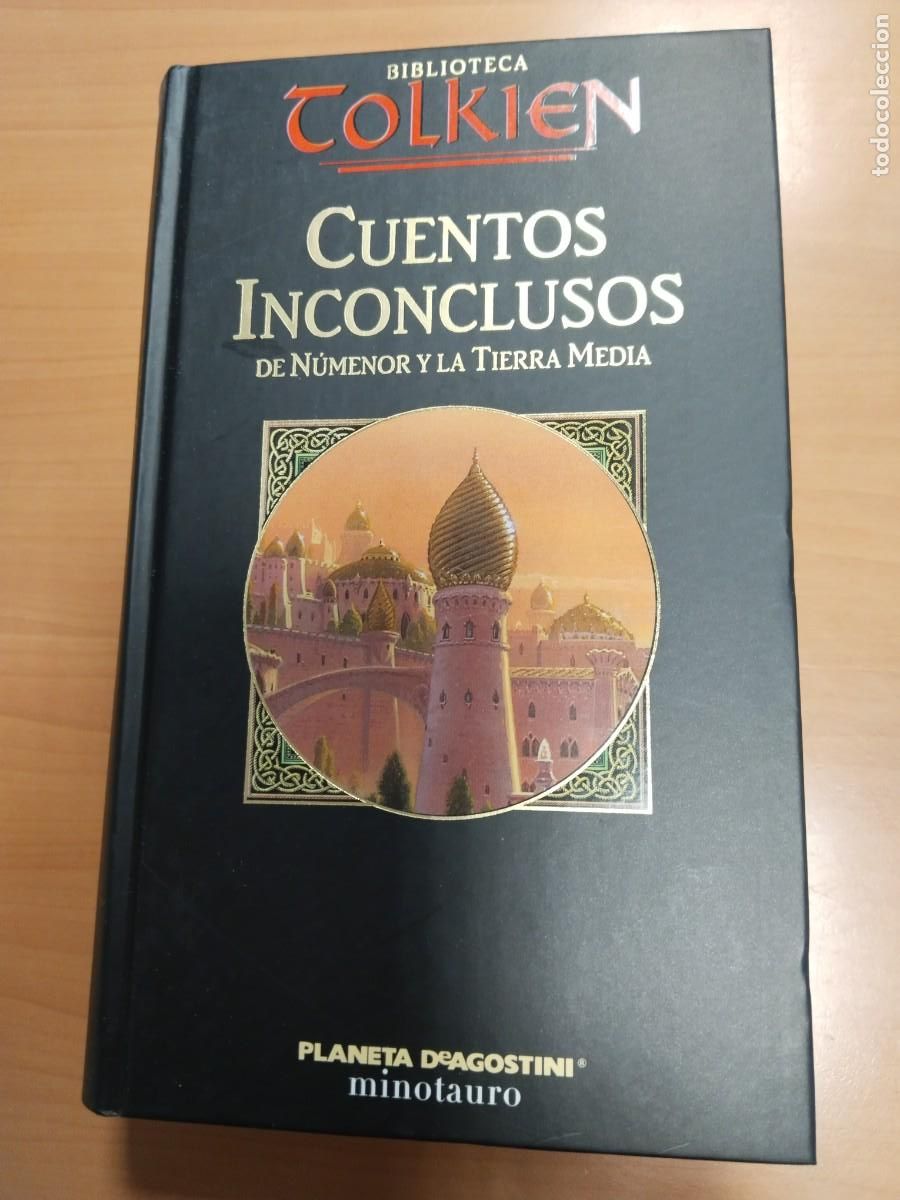 BIBLIOTECA
TOLKIEN
CUENTOS
INCONCLUSOS
DE NÚMENOR Y LA TIERRA MEDIA
PLANETA DeAGOSTINI®
minotauro
todocoleccion